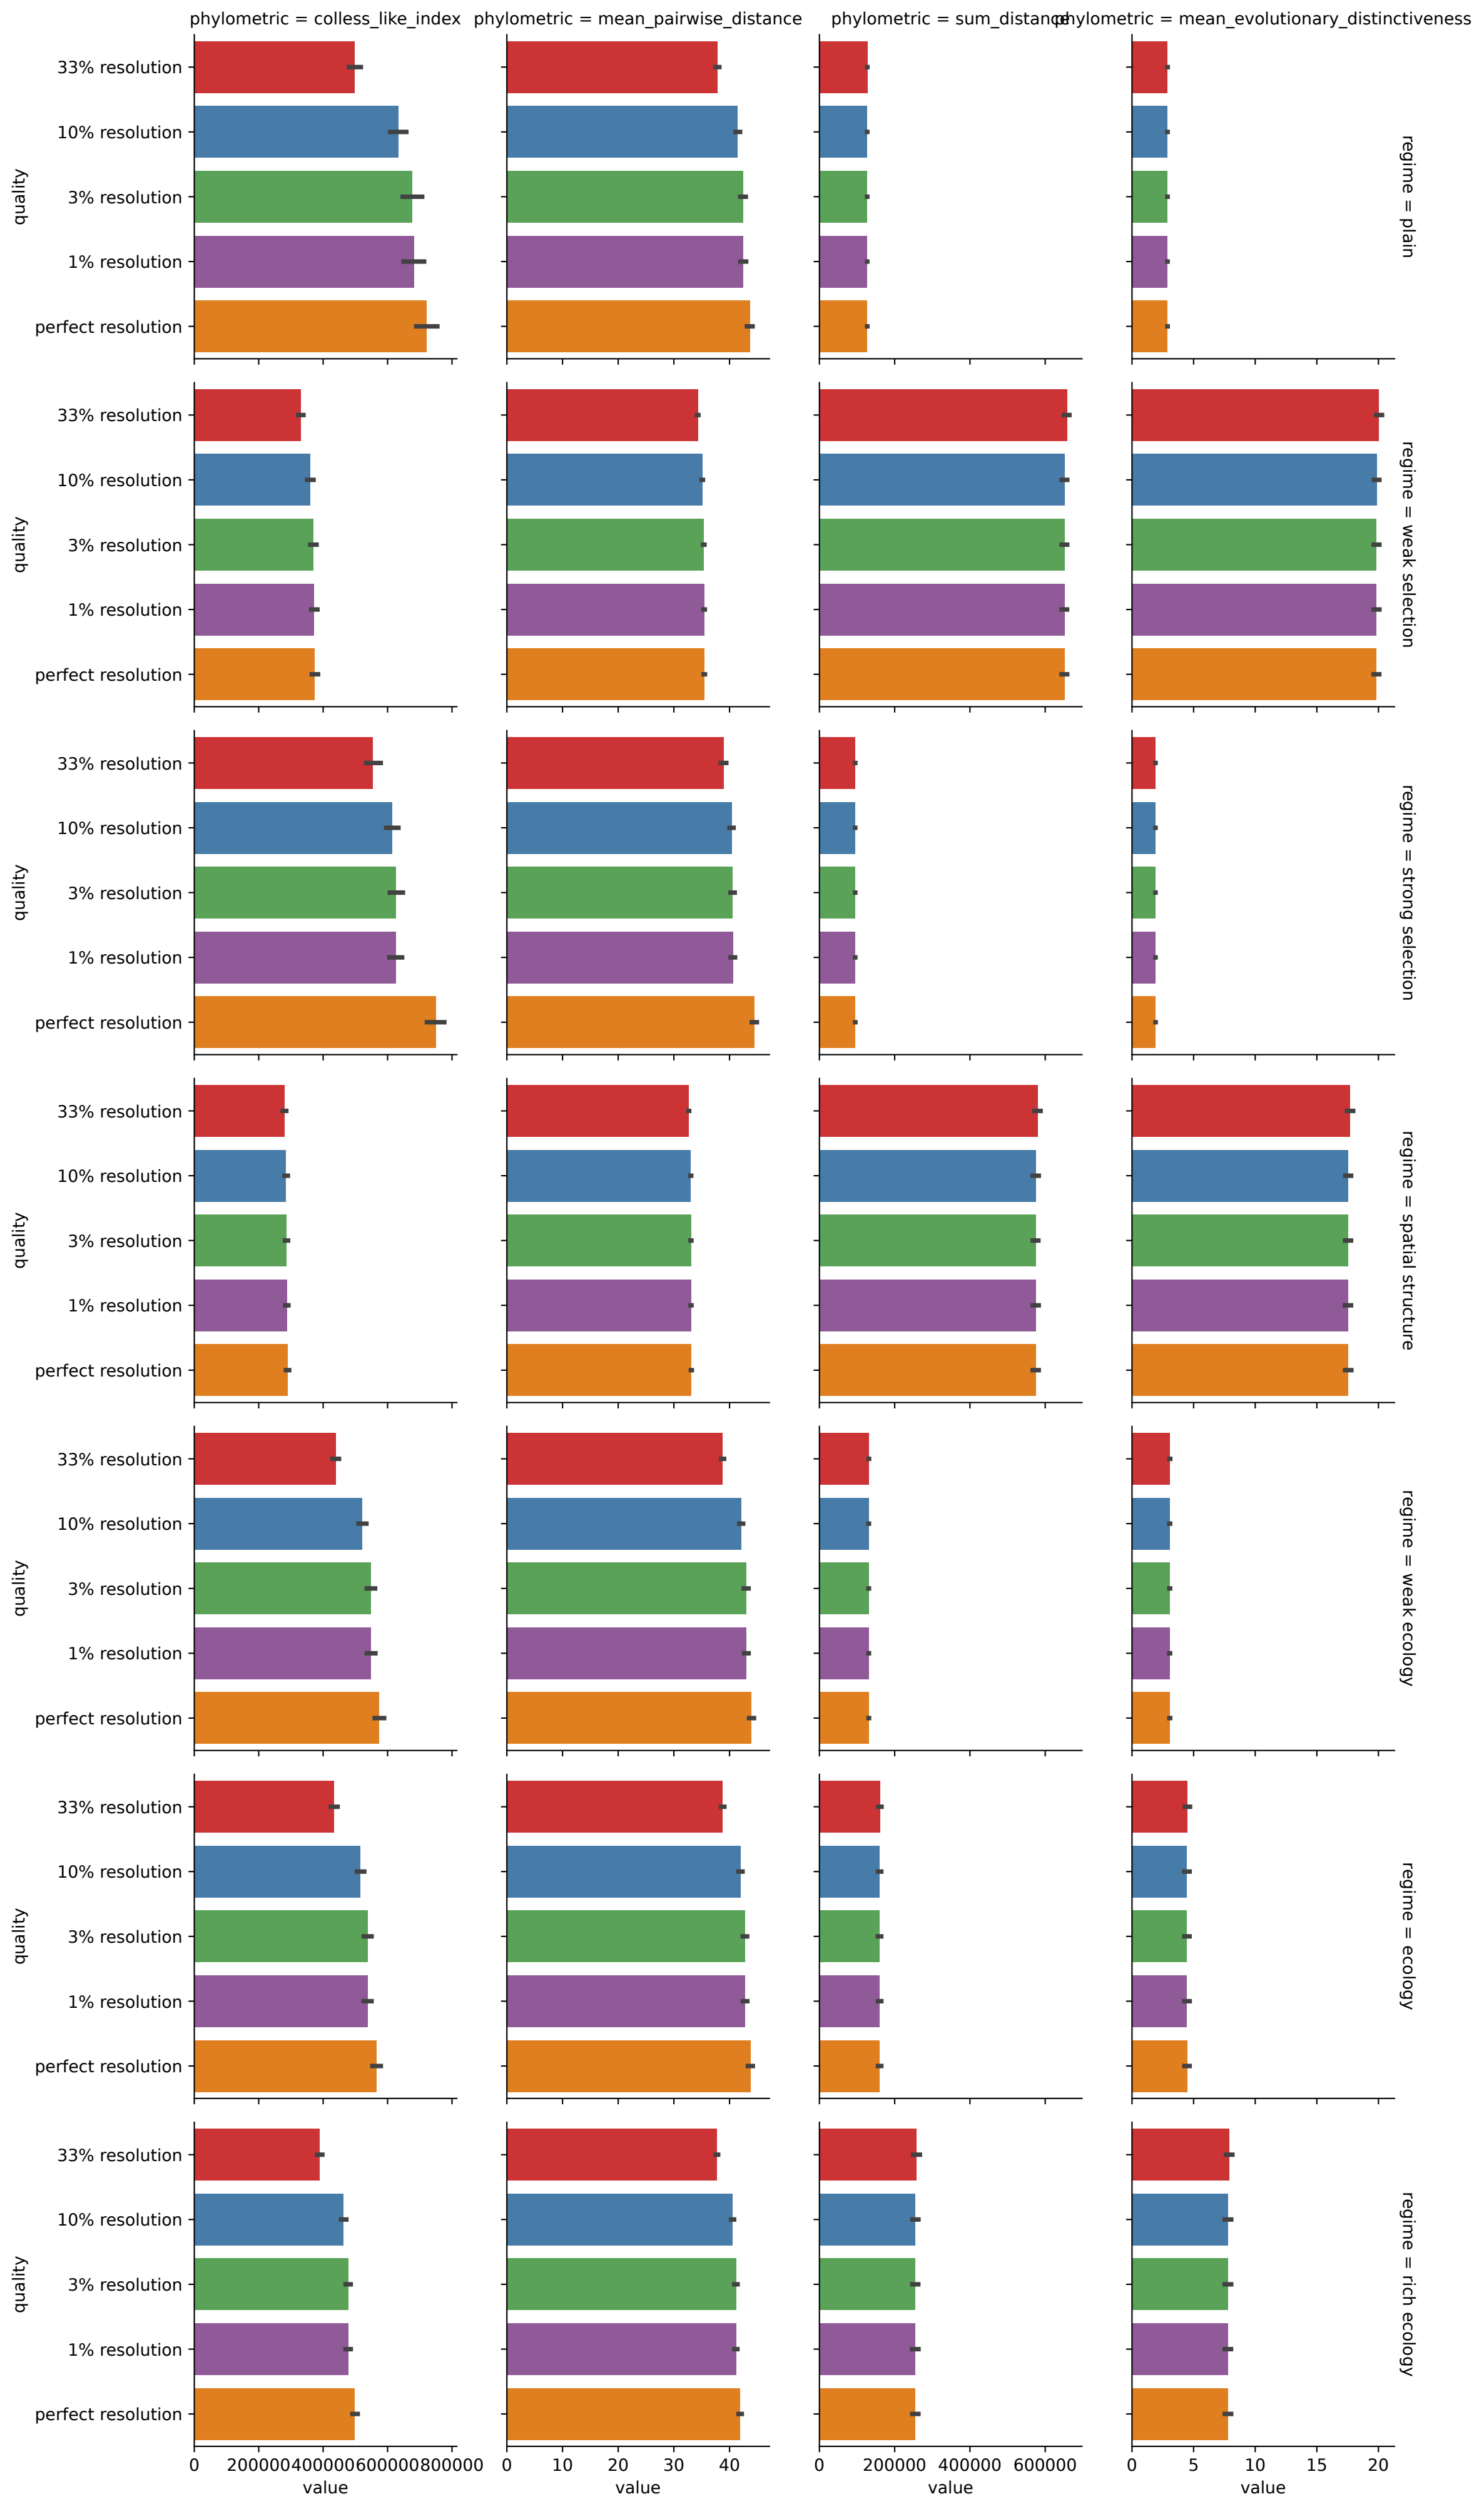 phylometric = colless_like_index
phylometric = mean_pairwise_distance
phylometric = sum_distance
phylometric = mean_evolutionary_distinctiveness
33% resolution
10% resolution
3% resolution
1% resolution
perfect resolution
quality
regime = plain
33% resolution
10% resolution
3% resolution
1% resolution
perfect resolution
quality
regime = weak selection
33% resolution
10% resolution
3% resolution
1% resolution
perfect resolution
quality
regime = strong selection
33% resolution
10% resolution
3% resolution
1% resolution
perfect resolution
quality
regime = spatial structure
33% resolution
10% resolution
3% resolution
1% resolution
perfect resolution
quality
regime = weak ecology
33% resolution
10% resolution
3% resolution
1% resolution
perfect resolution
quality
regime = ecology
33% resolution
10% resolution
3% resolution
1% resolution
perfect resolution
quality
regime = rich ecology
0 200000 400000 600000 800000
0 10 20 30 40
0 200000 400000 600000
0 5 10 15 20
value
value
value
value